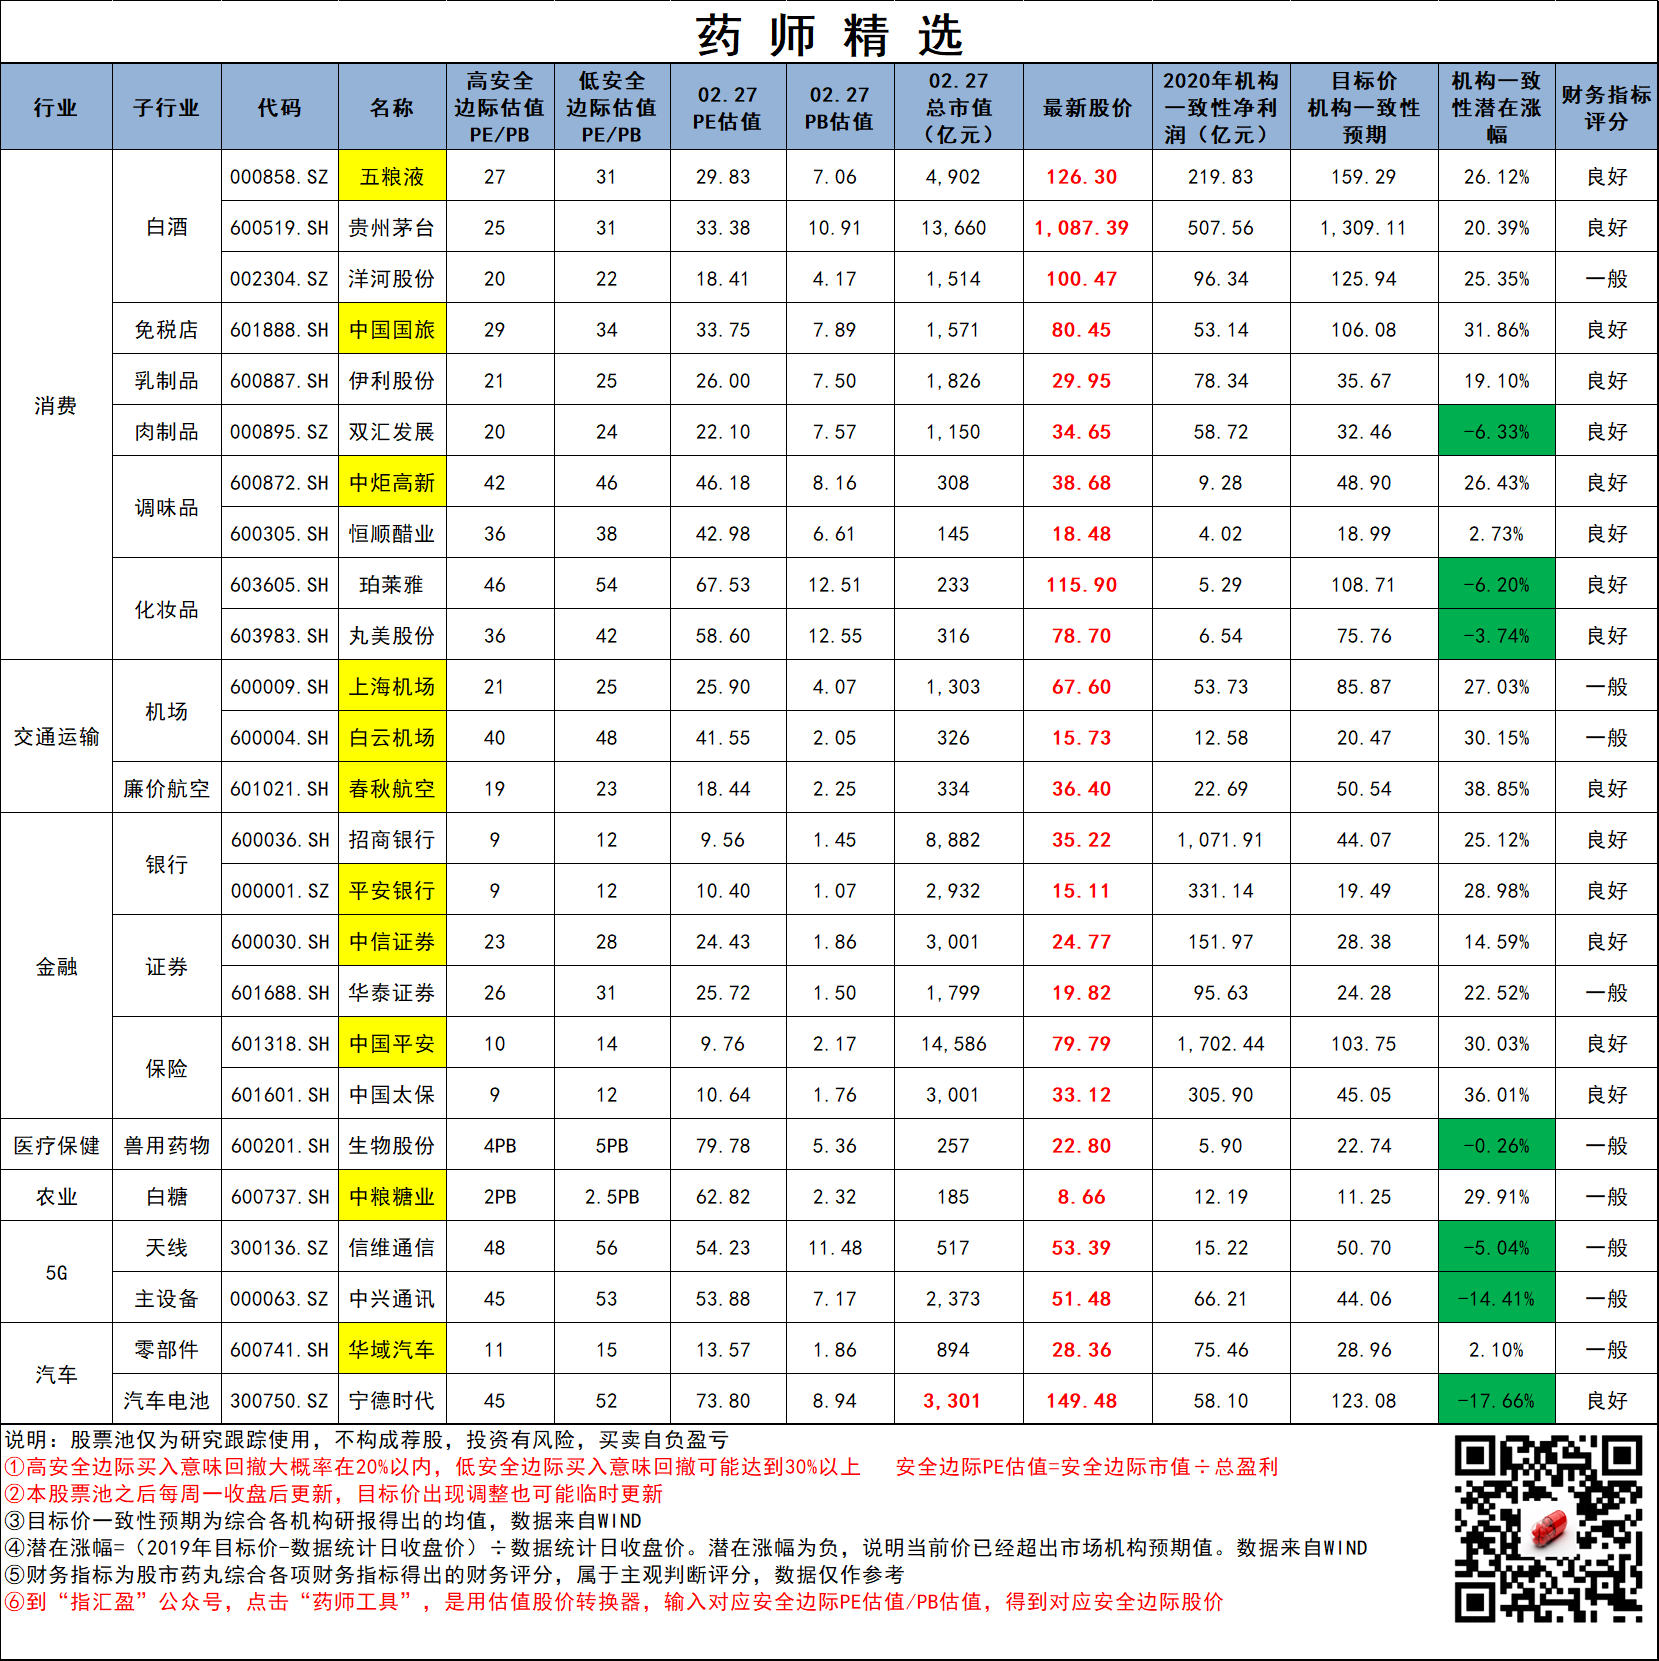 药师精选
行业 子行业 代码 名称 高安全边际估值PE/PB 低安全边际估值PE/PB 02.27PE估值 02.27PB估值 02.27总市值（亿元） 最新股价 2020年机构一致性净利润（亿元） 目标价机构一致性预期 机构一致性潜在涨幅 财务指标评分
消费 白酒 000858.SZ 五粮液 27 31 29.83 7.06 4,902 126.30 219.83 159.29 26.12% 良好
600519.SH 贵州茅台 25 31 33.38 10.91 13,660 1,087.39 507.56 1,309.11 20.39% 良好
002304.SZ 洋河股份 20 22 18.41 4.17 1,514 100.47 96.34 125.94 25.35% 一般
免税店 601888.SH 中国国旅 29 34 33.75 7.89 1,571 80.45 53.14 106.08 31.86% 良好
乳制品 600887.SH 伊利股份 21 25 26.00 7.50 1,826 29.95 78.34 35.67 19.10% 良好
肉制品 000895.SZ 双汇发展 20 24 22.10 7.57 1,150 34.65 58.72 32.46 -6.33% 良好
调味品 600872.SH 中炬高新 42 46 46.18 8.16 308 38.68 9.28 48.90 26.43% 良好
600305.SH 恒顺醋业 36 38 42.98 6.61 145 18.48 4.02 18.99 2.73% 良好
化妆品 603605.SH 珀莱雅 46 54 67.53 12.51 233 115.90 5.29 108.71 -6.20% 良好
603983.SH 丸美股份 36 42 58.60 12.55 316 78.70 6.54 75.76 -3.74% 良好
交通运输 机场 600009.SH 上海机场 21 25 25.90 4.07 1,303 67.60 53.73 85.87 27.03% 一般
600004.SH 白云机场 40 48 41.55 2.05 326 15.73 12.58 20.47 30.15% 一般
廉价航空 601021.SH 春秋航空 19 23 18.44 2.25 334 36.40 22.69 50.54 38.85% 良好
金融 银行 600036.SH 招商银行 9 12 9.56 1.45 8,882 35.22 1,071.91 44.07 25.12% 良好
000001.SZ 平安银行 9 12 10.40 1.07 2,932 15.11 331.14 19.49 28.98% 良好
证券 600030.SH 中信证券 23 28 24.43 1.86 3,001 24.77 151.97 28.38 14.59% 良好
601688.SH 华泰证券 26 31 25.72 1.50 1,799 19.82 95.63 24.28 22.52% 一般
保险 601318.SH 中国平安 10 14 9.76 2.17 14,586 79.79 1,702.44 103.75 30.03% 良好
601601.SH 中国太保 9 12 10.64 1.76 3,001 33.12 305.90 45.05 36.01% 良好
医疗保健 兽用药物 600201.SH 生物股份 4PB 5PB 79.78 5.36 257 22.80 5.90 22.74 -0.26% 一般
农业 白糖 600737.SH 中粮糖业 2PB 2.5PB 62.82 2.32 185 8.66 12.19 11.25 29.91% 一般
5G 天线 300136.SZ 信维通信 48 56 54.23 11.48 517 53.39 15.22 50.70 -5.04% 一般
主设备 000063.SZ 中兴通讯 45 53 53.88 7.17 2,373 51.48 66.21 44.06 -14.41% 一般
汽车 零部件 600741.SH 华域汽车 11 15 13.57 1.86 894 28.36 75.46 28.96 2.10% 一般
汽车电池 300750.SZ 宁德时代 45 52 73.80 8.94 3,301 149.48 58.10 123.08 -17.66% 良好
说明：股票池仅为研究跟踪使用，不构成荐股，投资有风险，买卖自负盈亏
①高安全边际买入意味回撤大概率在20%以内，低安全边际买入意味回撤可能达到30%以上 安全边际PE估值=安全边际市值÷总盈利
②本股票池之后每周一收盘后更新，目标价出现调整也可能临时更新
③目标价一致性预期为综合各机构研报得出的均值，数据来自WIND
④潜在涨幅=（2019年目标价-数据统计日收盘价）÷数据统计日收盘价。潜在涨幅为负，说明当前价已经超出市场机构预期值。数据来自WIND
⑤财务指标为股市药丸综合各项财务指标得出的财务评分，属于主观判断评分，数据仅作参考
⑥到“指汇盈”公众号，点击“药师工具”，是用估值股价转换器，输入对应安全边际PE估值/PB估值，得到对应安全边际股价